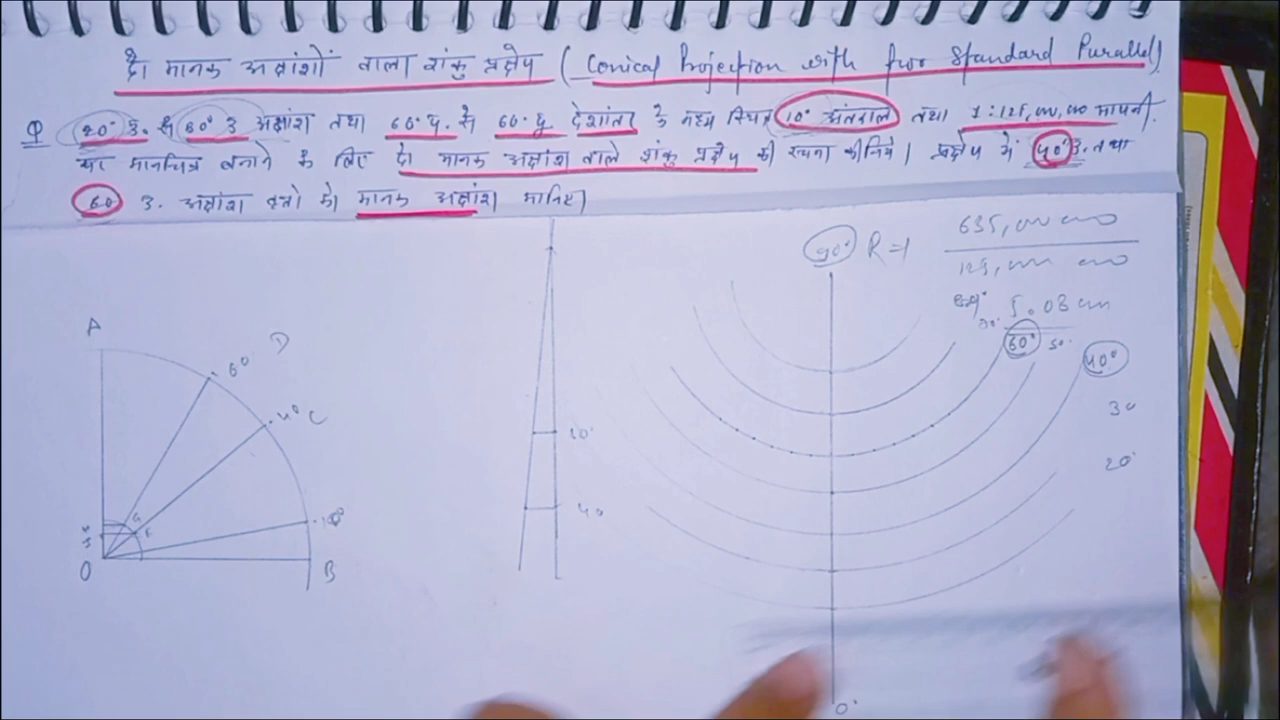 दो मानक अक्षांशों वाला शंकु प्रक्षेप (Conical Projection with two Standard Parallel)
Q 20° उ. से 80° उ अक्षांश तथा 60° प. से 60° पू. देशांतर के मध्य स्थित 10° अंतराल तथा 1:125,000,000 मापनी.
पर मानचित्र बनाने के लिए दो मानक अक्षांश वाले शंकु प्रक्षेप की रचना कीजिये। प्रक्षेप में 40° उ. तथा
60 उ. अक्षांश वृत्तो को मानक अक्षांश मानिए।
90° R=
635,000,000
125,000,000
5.08 cm
60° 50°
40°
30
20°
A
60° D
40° C
10°
O
B
40
0°